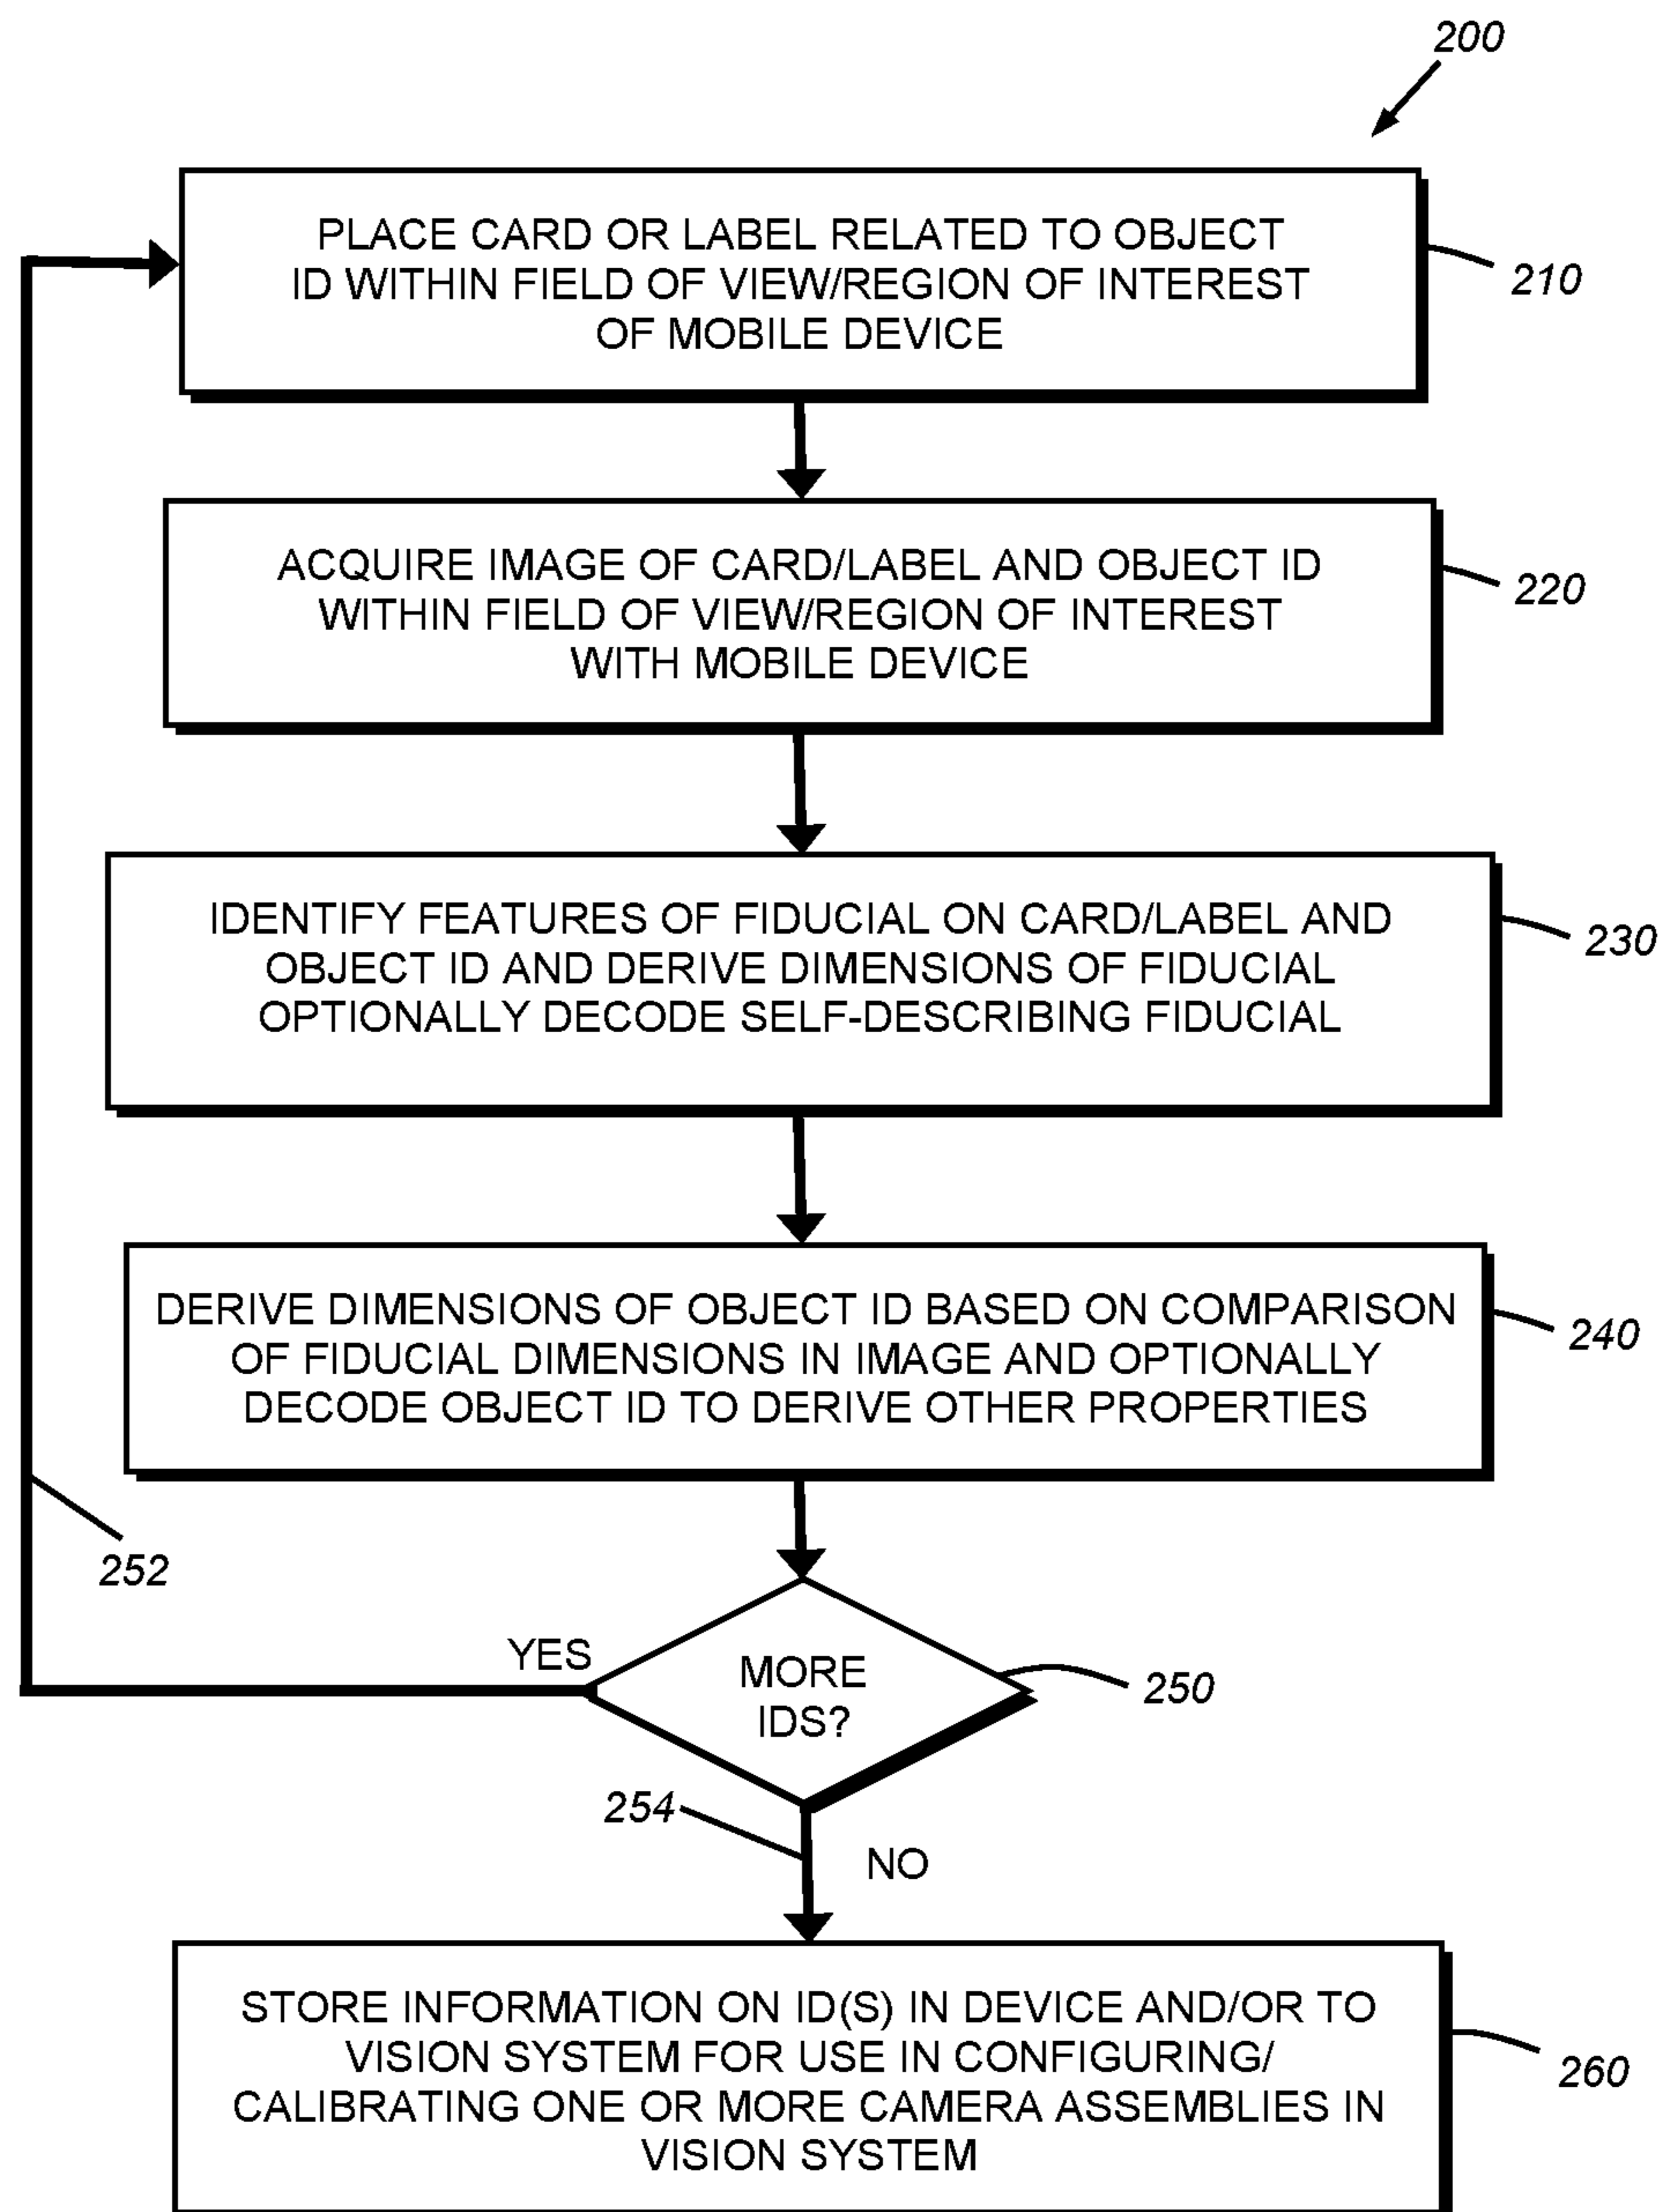 200
PLACE CARD OR LABEL RELATED TO OBJECT
ID WITHIN FIELD OF VIEW/REGION OF INTEREST
OF MOBILE DEVICE
210
ACQUIRE IMAGE OF CARD/LABEL AND OBJECT ID
WITHIN FIELD OF VIEW/REGION OF INTEREST
WITH MOBILE DEVICE
220
IDENTIFY FEATURES OF FIDUCIAL ON CARD/LABEL AND
OBJECT ID AND DERIVE DIMENSIONS OF FIDUCIAL
OPTIONALLY DECODE SELF-DESCRIBING FIDUCIAL
230
DERIVE DIMENSIONS OF OBJECT ID BASED ON COMPARISON
OF FIDUCIAL DIMENSIONS IN IMAGE AND OPTIONALLY
DECODE OBJECT ID TO DERIVE OTHER PROPERTIES
240
252
YES
MORE
IDS?
250
254
NO
STORE INFORMATION ON ID(S) IN DEVICE AND/OR TO
VISION SYSTEM FOR USE IN CONFIGURING/
CALIBRATING ONE OR MORE CAMERA ASSEMBLIES IN
VISION SYSTEM
260